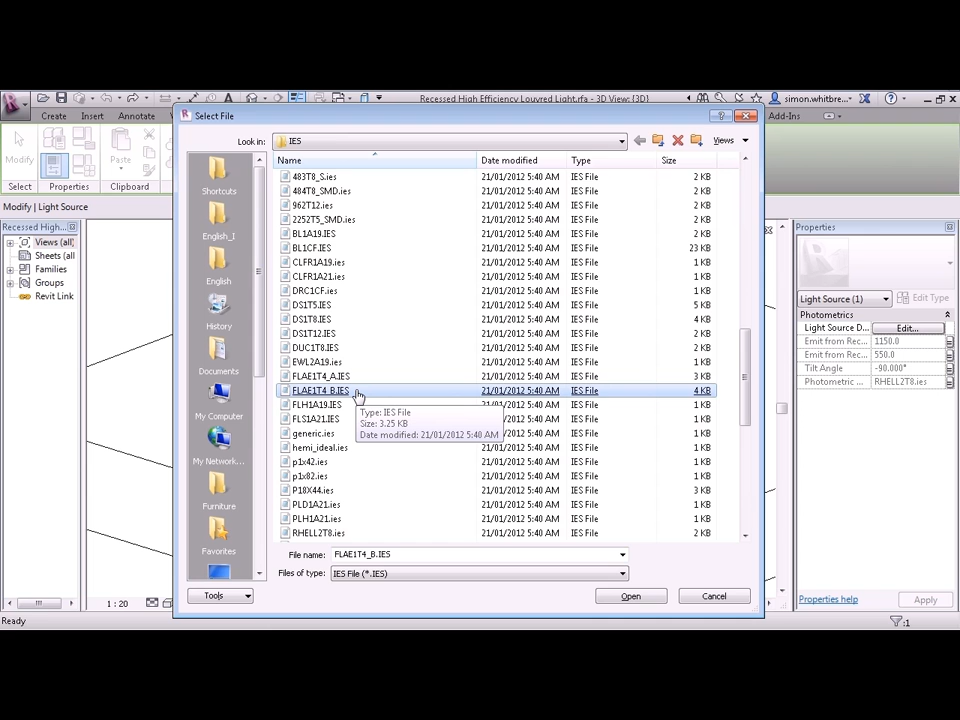 Recessed High Efficiency Louvred Light.rfa - 3D View: {3D}
simon.whitbre...
Create Insert Annotate
Add-Ins
Modify
Paste
Select Properties Clipboard
Modify | Light Source
Recessed High...
Views (all)
Sheets (all
Families
Groups
Revit Link
1 : 20
Ready
Select File
Look in: IES
Views
Shortcuts
English_I
English
History
Documents
My Computer
My Network...
Furniture
Favorites
Name Date modified Type Size
483T8_S.ies 21/01/2012 5:40 AM IES File 2 KB
484T8_SMD.ies 21/01/2012 5:40 AM IES File 2 KB
962T12.ies 21/01/2012 5:40 AM IES File 2 KB
2252T5_SMD.ies 21/01/2012 5:40 AM IES File 2 KB
BL1A19.IES 21/01/2012 5:40 AM IES File 2 KB
BL1CF.IES 21/01/2012 5:40 AM IES File 23 KB
CLFR1A19.ies 21/01/2012 5:40 AM IES File 1 KB
CLFR1A21.ies 21/01/2012 5:40 AM IES File 1 KB
DRC1CF.ies 21/01/2012 5:40 AM IES File 1 KB
DS1T5.IES 21/01/2012 5:40 AM IES File 5 KB
DS1T8.IES 21/01/2012 5:40 AM IES File 4 KB
DS1T12.IES 21/01/2012 5:40 AM IES File 2 KB
DUC1T8.IES 21/01/2012 5:40 AM IES File 2 KB
EWL2A19.ies 21/01/2012 5:40 AM IES File 1 KB
FLAE1T4_A.IES 21/01/2012 5:40 AM IES File 3 KB
FLAE1T4_B.IES 21/01/2012 5:40 AM IES File 4 KB
FLH1A19.IES 21/01/2012 5:40 AM IES File 1 KB
FLS1A21.IES IES File 1 KB
generic.ies IES File 1 KB
hemi_ideal.ies 21/01/2012 5:40 AM IES File 1 KB
p1x42.ies 21/01/2012 5:40 AM IES File 1 KB
p1x82.ies 21/01/2012 5:40 AM IES File 1 KB
P18X44.ies 21/01/2012 5:40 AM IES File 3 KB
PLD1A21.ies 21/01/2012 5:40 AM IES File 1 KB
PLH1A21.ies 21/01/2012 5:40 AM IES File 1 KB
RHELL2T8.ies 21/01/2012 5:40 AM IES File 2 KB
Type: IES File
Size: 3.25 KB
Date modified: 21/01/2012 5:40 AM
File name: FLAE1T4_B.IES
Files of type: IES File (*.IES)
Tools Open Cancel
Properties
Light Source (1) Edit Type
Photometrics
Light Source D... Edit...
Emit from Rec... 1150.0
Emit from Rec... 550.0
Tilt Angle -90.000°
Photometric ... RHELL2T8.ies
Properties help Apply
:1